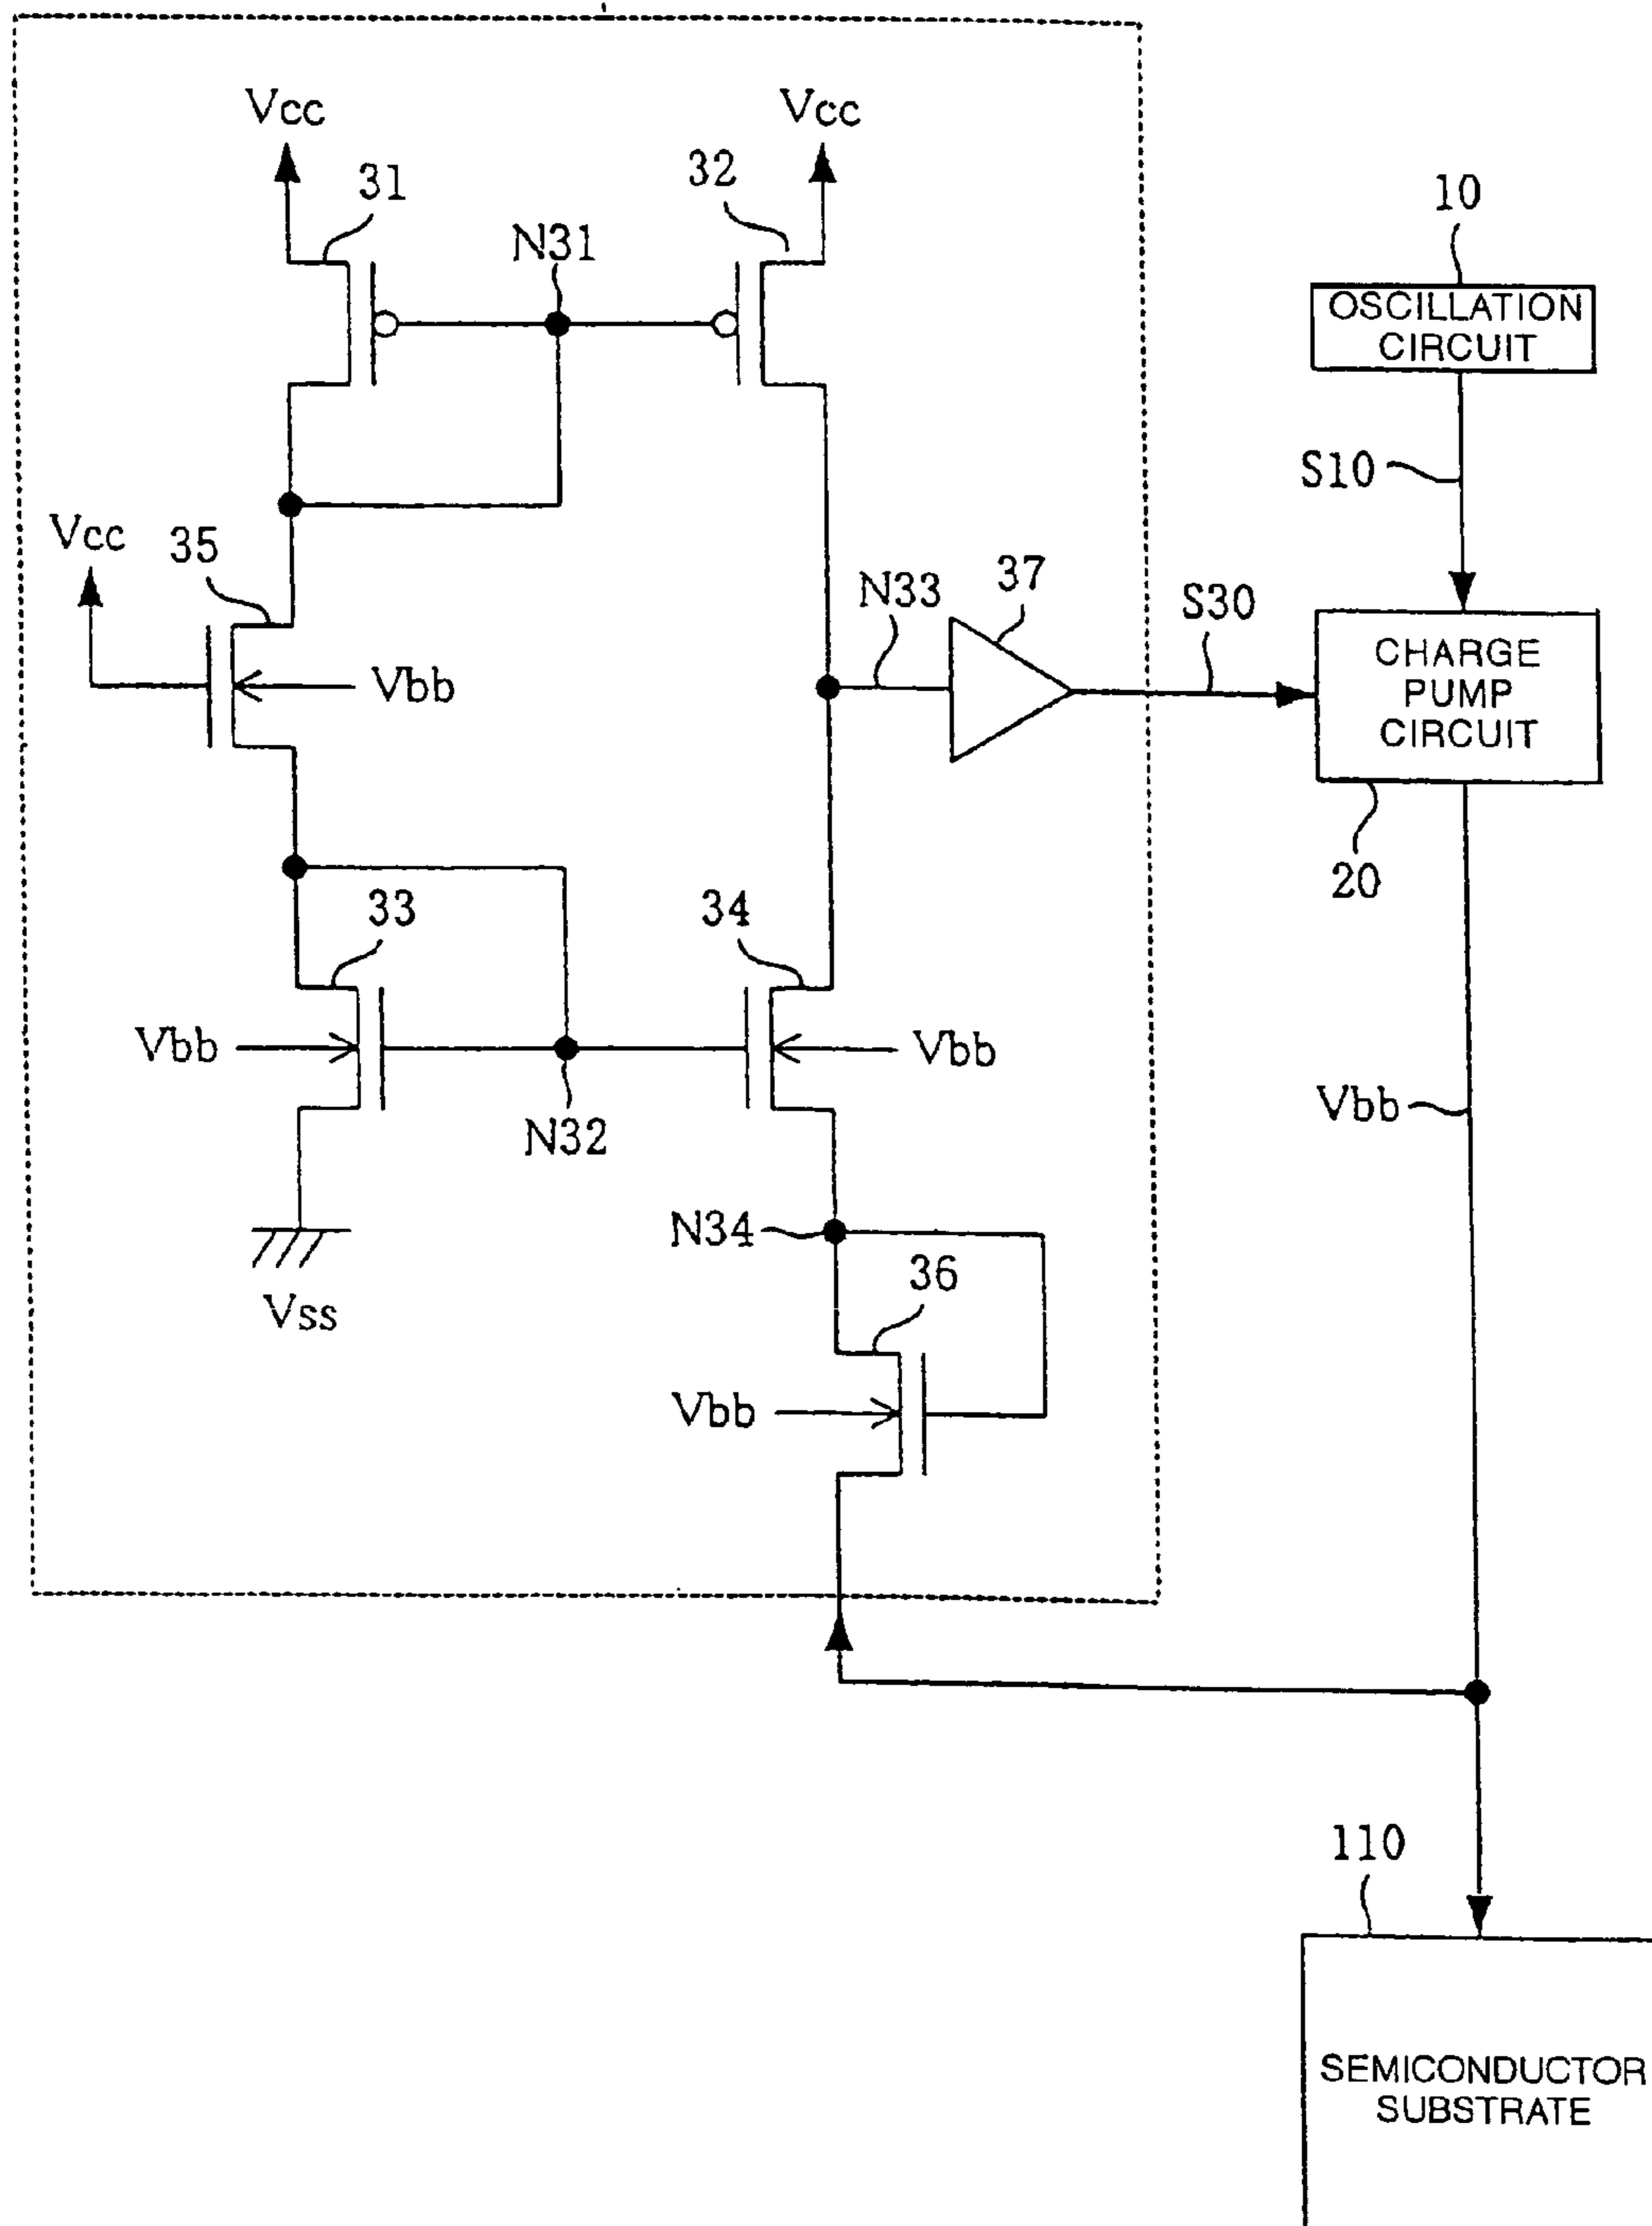 Vcc
Vcc
31
32
N31
10
OSCILLATION
CIRCUIT
S10
Vcc
35
Vbb
N33
37
S30
CHARGE
PUMP
CIRCUIT
20
33
34
Vbb
Vbb
N32
Vbb
N34
36
Vss
Vbb
110
SEMICONDUCTOR
SUBSTRATE